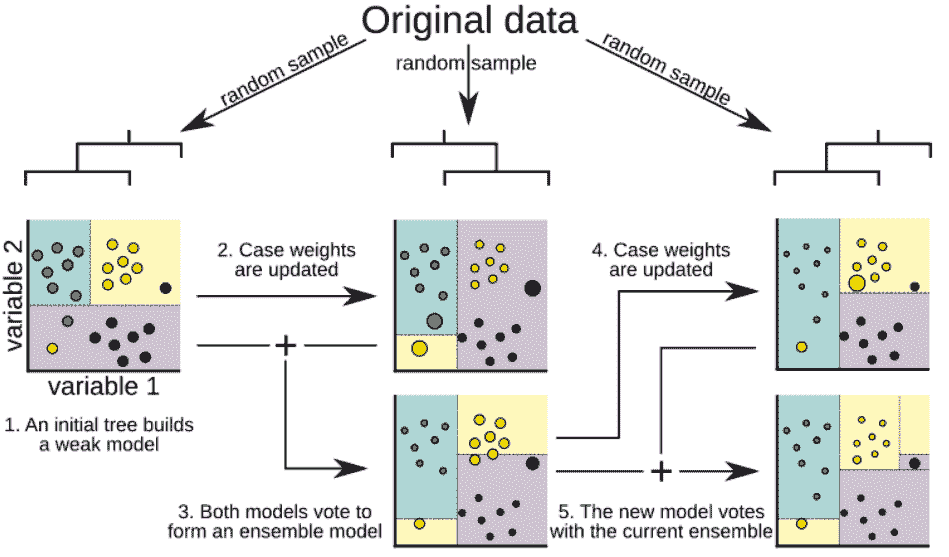 Original data
random sample
random sample
random sample
variable 2
variable 1
1. An initial tree builds
a weak model
2. Case weights
are updated
+
3. Both models vote to
form an ensemble model
4. Case weights
are updated
+
5. The new model votes
with the current ensemble